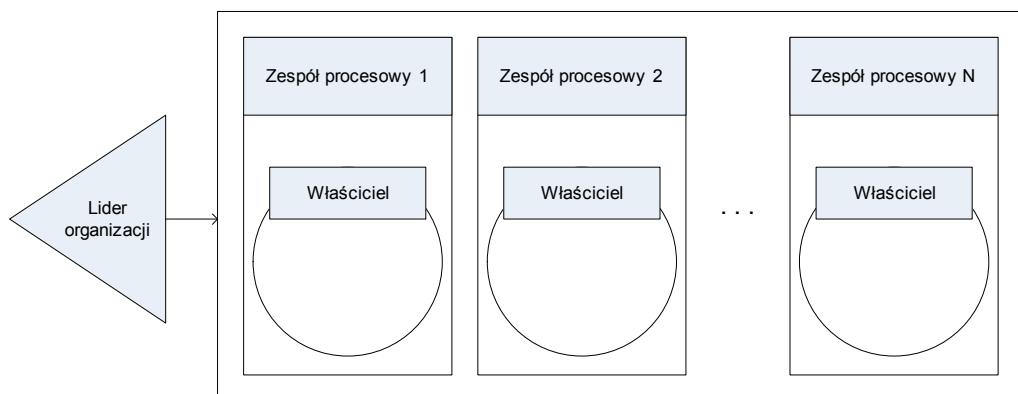 Zespół procesowy 1
Zespół procesowy 2
Zespół procesowy N
Właściciel
Właściciel
. . .
Właściciel
Lider
organizacji